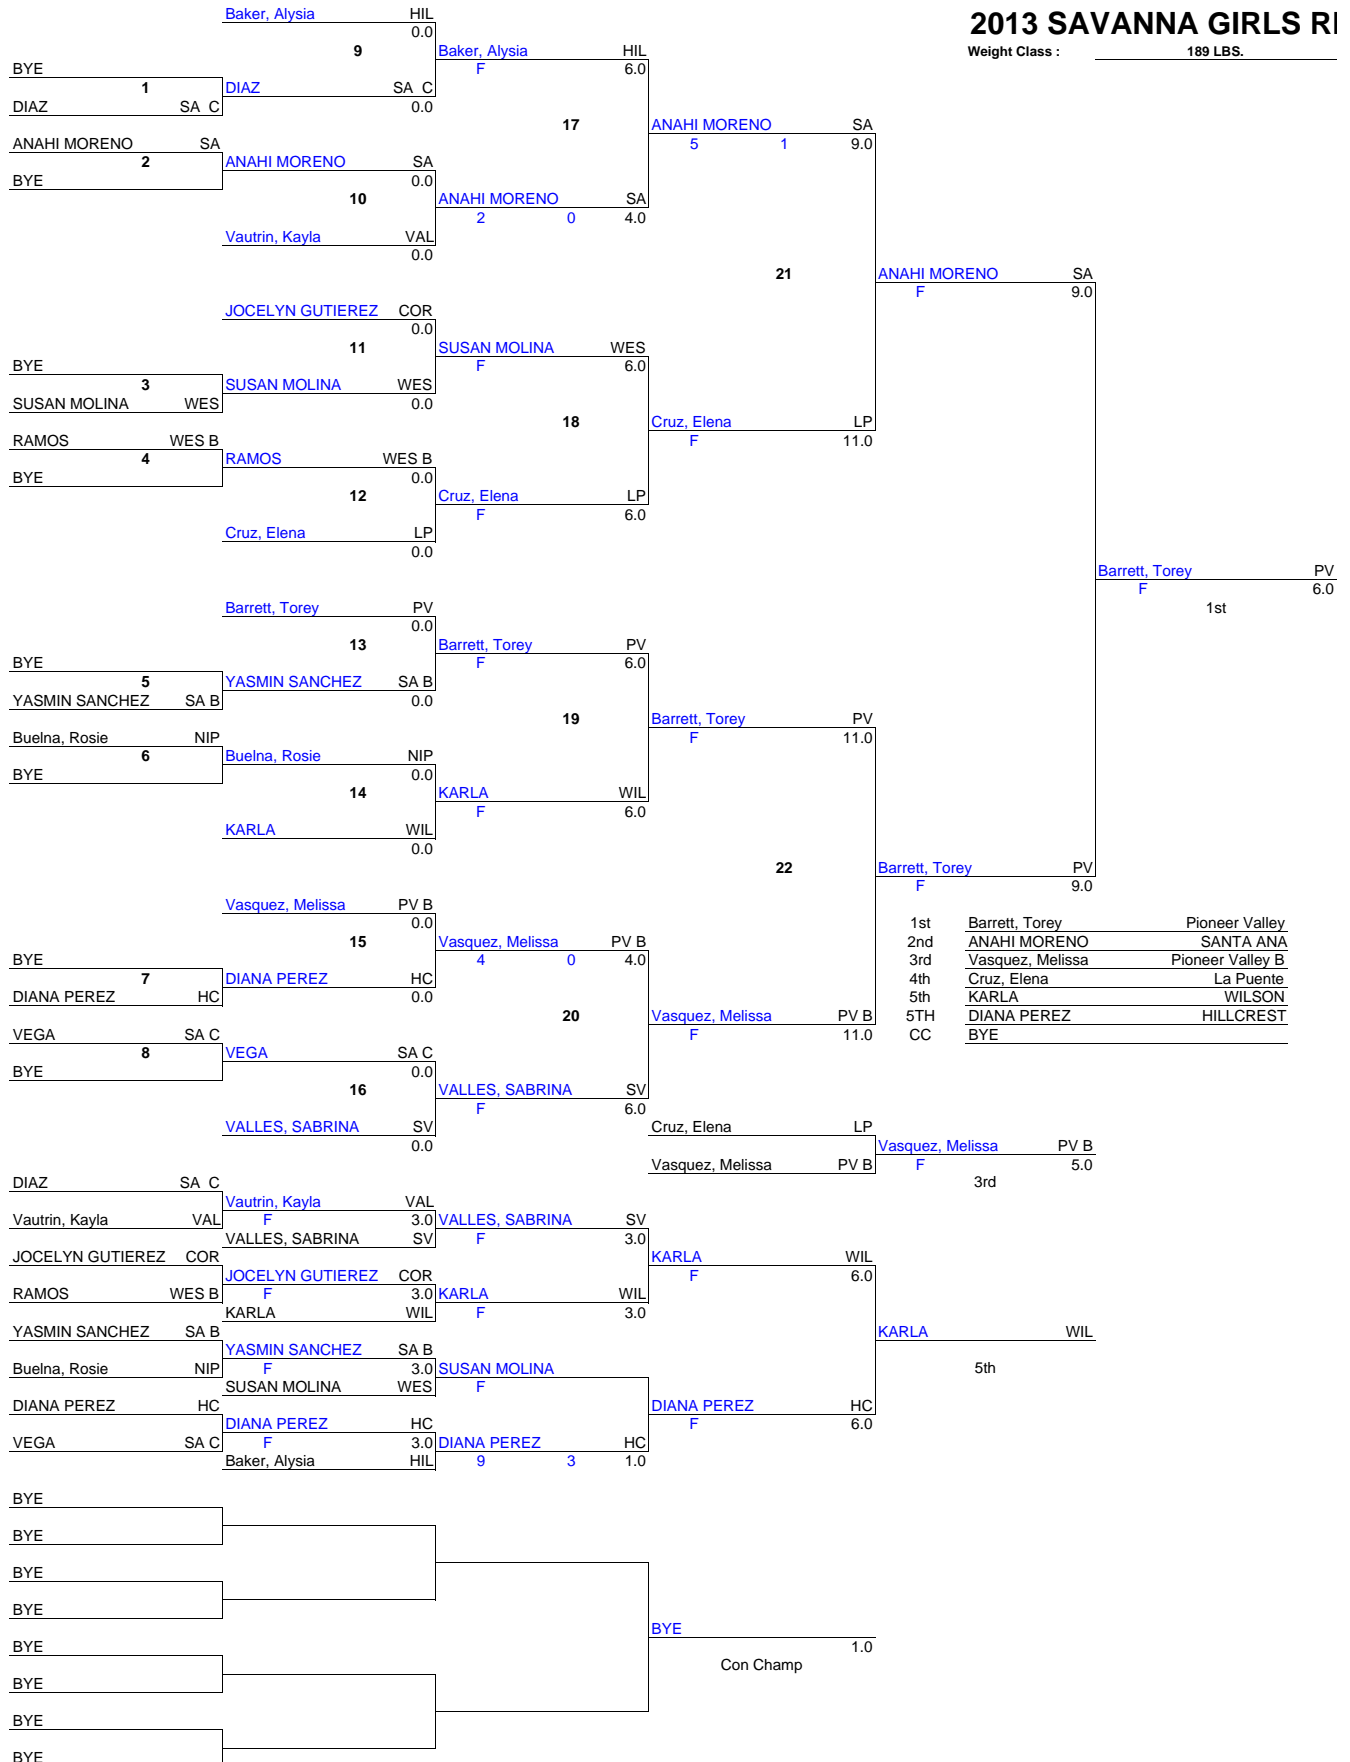 Baker, Alysia HIL
2013 SAVANNA GIRLS RI
0.0
9 Baker, Alysia HIL
Weight Class : 189 LBS.
BYE F 6.0
1 DIAZ SA C
DIAZ SA C 0.0
17 ANAHI MORENO SA
ANAHI MORENO SA 5 1 9.0
2 ANAHI MORENO SA
BYE 0.0
10 ANAHI MORENO SA
2 0 4.0
Vautrin, Kayla VAL
0.0
21 ANAHI MORENO SA
F 9.0
JOCELYN GUTIEREZ COR
0.0
11 SUSAN MOLINA WES
BYE F 6.0
3 SUSAN MOLINA WES
SUSAN MOLINA WES 0.0
18 Cruz, Elena LP
RAMOS WES B F 11.0
4 RAMOS WES B
BYE 0.0
12 Cruz, Elena LP
F 6.0
Cruz, Elena LP
0.0
Barrett, Torey PV
F 6.0
Barrett, Torey PV 1st
0.0
13 Barrett, Torey PV
BYE F 6.0
5 YASMIN SANCHEZ SA B
YASMIN SANCHEZ SA B 0.0
19 Barrett, Torey PV
Buelna, Rosie NIP F 11.0
6 Buelna, Rosie NIP
BYE 0.0
14 KARLA WIL
F 6.0
KARLA WIL
0.0
22 Barrett, Torey PV
F 9.0
Vasquez, Melissa PV B
0.0
1st Barrett, Torey Pioneer Valley
15 Vasquez, Melissa PV B
2nd ANAHI MORENO SANTA ANA
BYE 4 0 4.0
3rd Vasquez, Melissa Pioneer Valley B
7 DIANA PEREZ HC
4th Cruz, Elena La Puente
DIANA PEREZ HC 0.0
5th KARLA WILSON
20 Vasquez, Melissa PV B
5TH DIANA PEREZ HILLCREST
VEGA SA C F 11.0
CC BYE
8 VEGA SA C
BYE 0.0
16 VALLES, SABRINA SV
F 6.0
VALLES, SABRINA SV
Cruz, Elena LP
0.0
Vasquez, Melissa PV B
Vasquez, Melissa PV B F 5.0
3rd
DIAZ SA C
Vautrin, Kayla VAL
Vautrin, Kayla VAL F 3.0 VALLES, SABRINA SV
VALLES, SABRINA SV F 3.0
JOCELYN GUTIEREZ COR KARLA WIL
JOCELYN GUTIEREZ COR F 6.0
RAMOS WES B F 3.0 KARLA WIL
KARLA WIL F 3.0
YASMIN SANCHEZ SA B KARLA WIL
YASMIN SANCHEZ SA B
Buelna, Rosie NIP F 3.0 SUSAN MOLINA 5th
SUSAN MOLINA WES F
DIANA PEREZ HC DIANA PEREZ HC
DIANA PEREZ HC F 6.0
VEGA SA C F 3.0 DIANA PEREZ HC
Baker, Alysia HIL 9 3 1.0
BYE
BYE
BYE
BYE
BYE
1.0
BYE
Con Champ
BYE
BYE
BYE